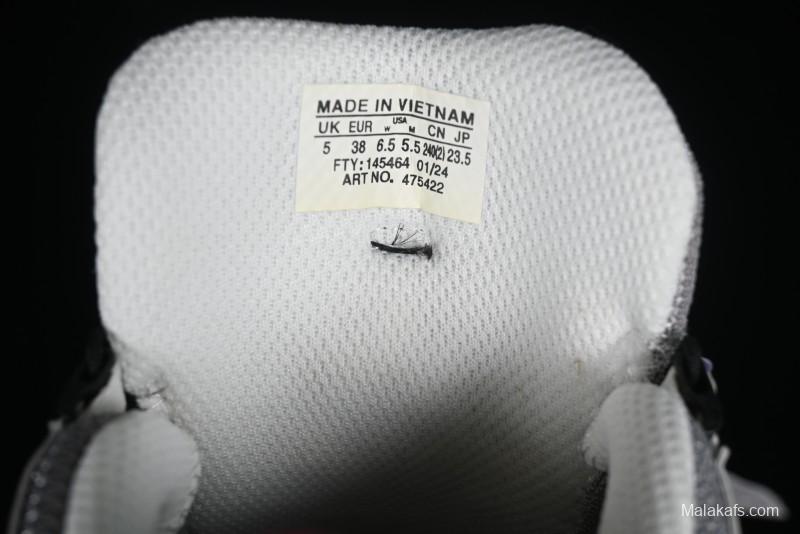 MADE IN VIETNAM
USA
UK EUR W M CN JP
5 38 6.5 5.5 240(2) 23.5
FTY: 145464 01/24
ART NO. 475422
Malakafs.com